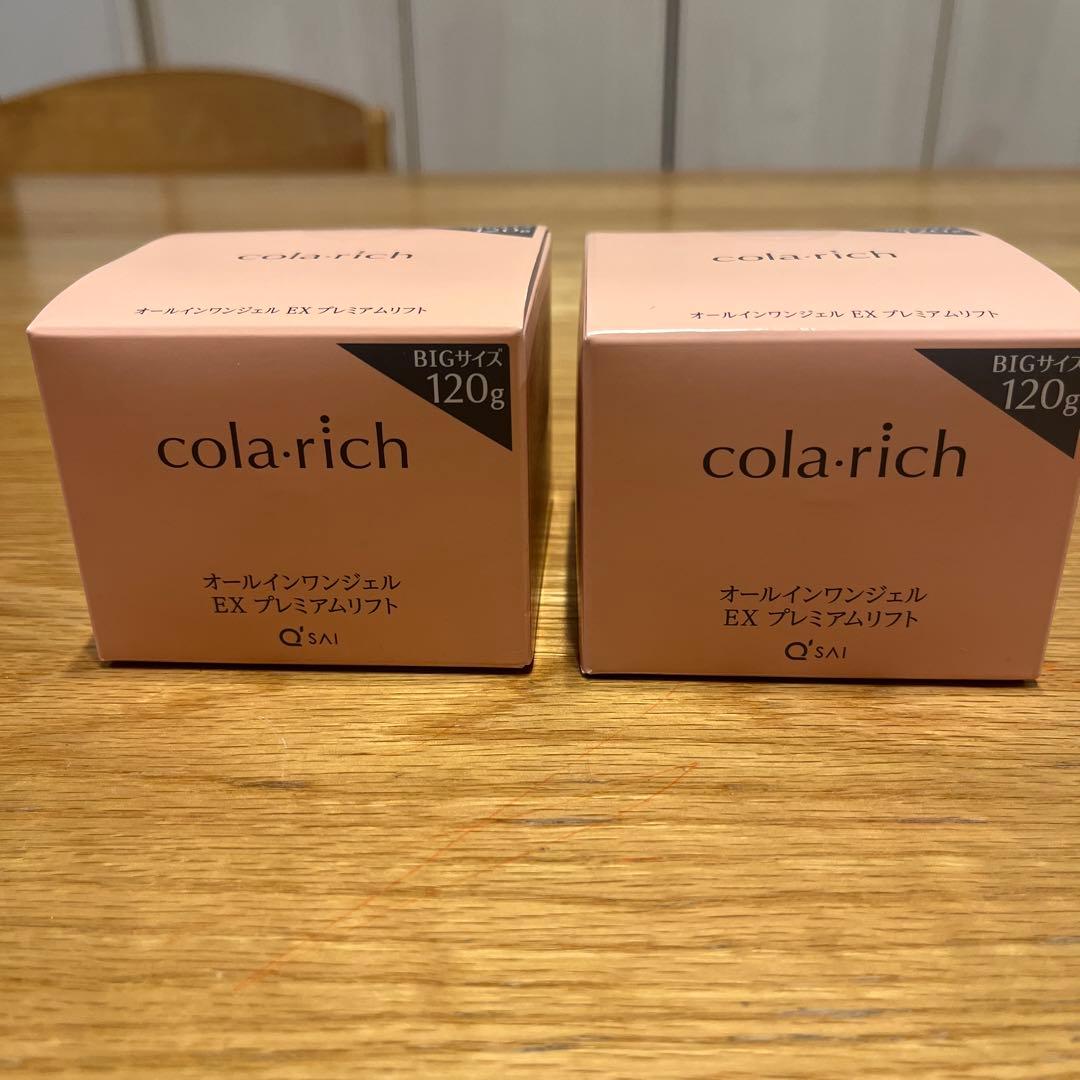 120g
cola·rich
オールインワンジェル EX プレミアムリフト
BIGサイズ
120g
cola·rich
オールインワンジェル
EX プレミアムリフト
Q'SAI
cola·rich
オールインワンジェル EX プレミアムリフト
BIGサイズ
120g
cola·rich
オールインワンジェル
EX プレミアムリフト
Q'SAI